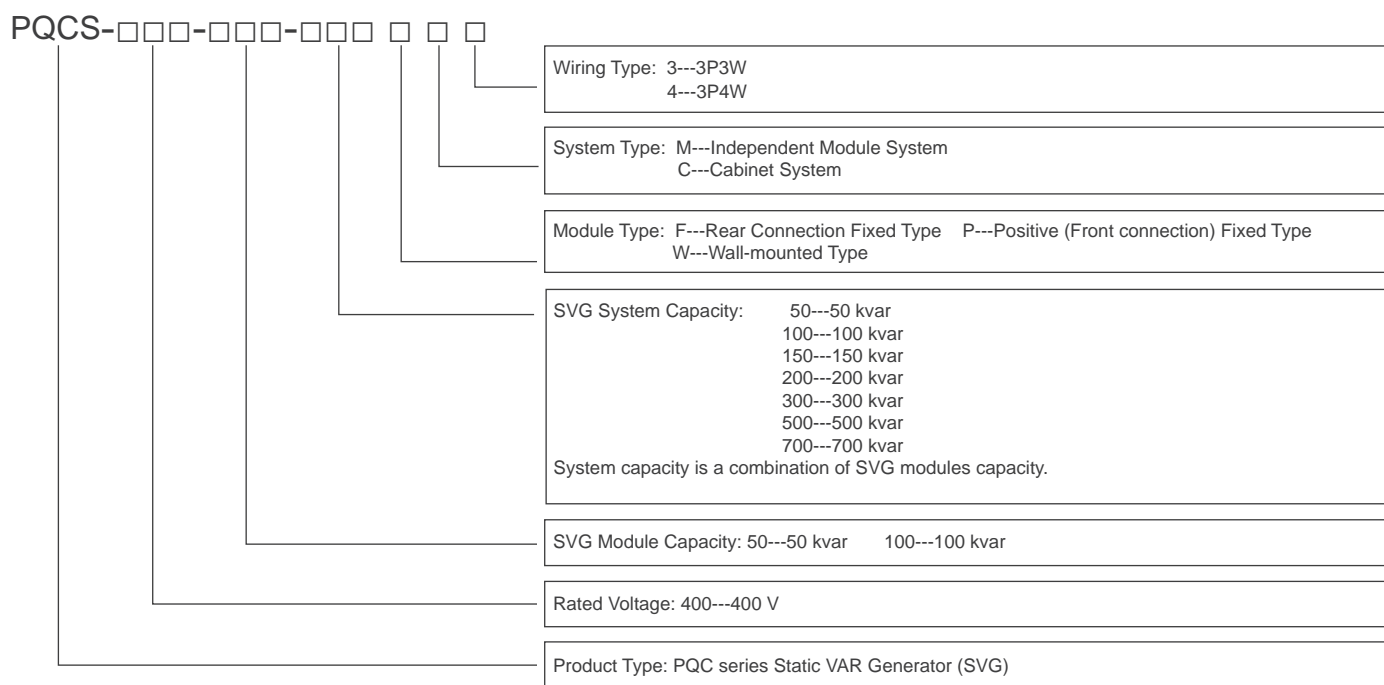 PQCS-□□□-□□□-□□□ □ □ □
Wiring Type: 3---3P3W
4---3P4W
System Type: M---Independent Module System
C---Cabinet System
Module Type: F---Rear Connection Fixed Type P---Positive (Front connection) Fixed Type
W---Wall-mounted Type
SVG System Capacity: 50---50 kvar
100---100 kvar
150---150 kvar
200---200 kvar
300---300 kvar
500---500 kvar
700---700 kvar
System capacity is a combination of SVG modules capacity.
SVG Module Capacity: 50---50 kvar 100---100 kvar
Rated Voltage: 400---400 V
Product Type: PQC series Static VAR Generator (SVG)